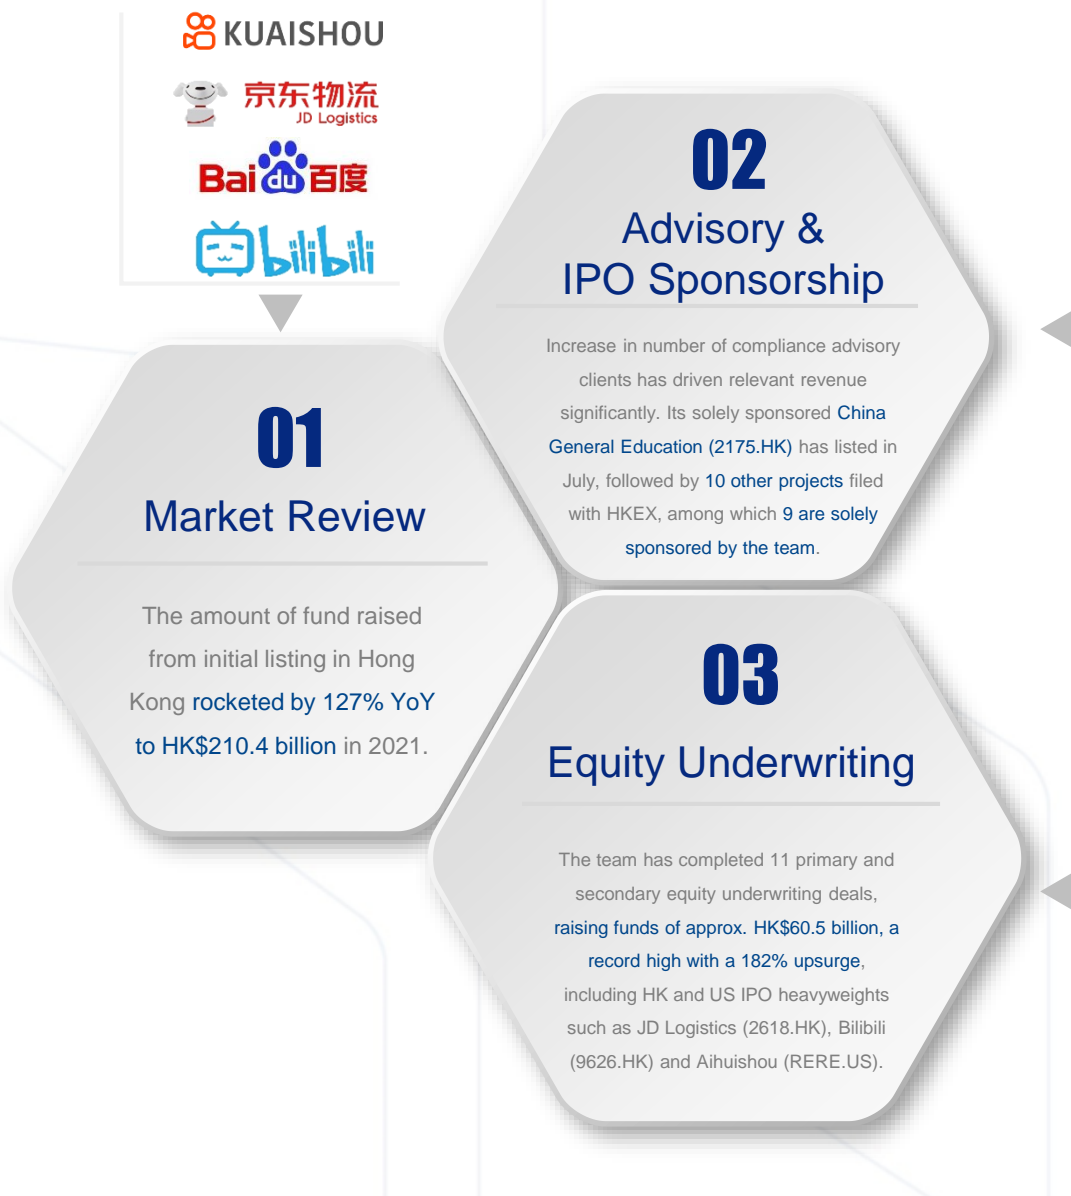 KUAISHOU
京东物流
JD Logistics
Bai du 百度
bilibili
01
Market Review
The amount of fund raised
from initial listing in Hong
Kong rocketed by 127% YoY
to HK$210.4 billion in 2021.
02
Advisory &
IPO Sponsorship
Increase in number of compliance advisory
clients has driven relevant revenue
significantly. Its solely sponsored China
General Education (2175.HK) has listed in
July, followed by 10 other projects filed
with HKEX, among which 9 are solely
sponsored by the team.
03
Equity Underwriting
The team has completed 11 primary and
secondary equity underwriting deals,
raising funds of approx. HK$60.5 billion, a
record high with a 182% upsurge,
including HK and US IPO heavyweights
such as JD Logistics (2618.HK), Bilibili
(9626.HK) and Aihuishou (RERE.US).